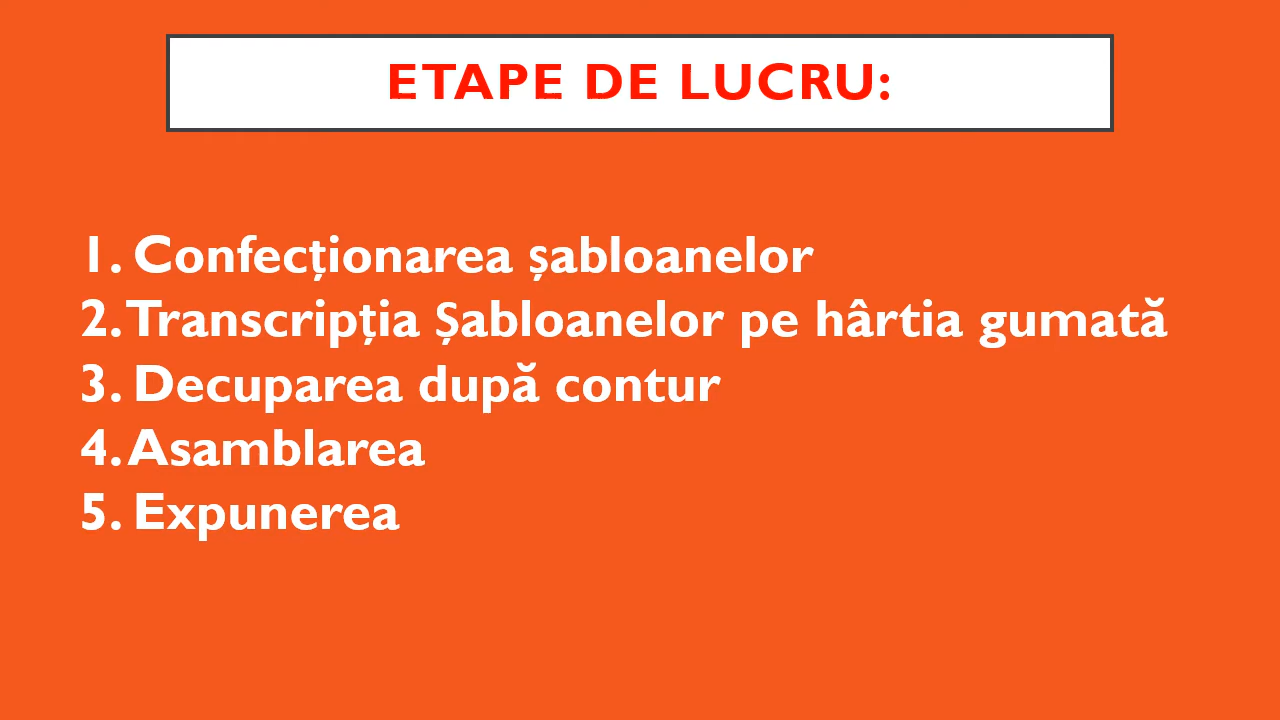 ETAPE DE LUCRU:
1. Confecționarea șabloanelor
2. Transcripția Șabloanelor pe hârtia gumată
3. Decuparea după contur
4. Asamblarea
5. Expunerea